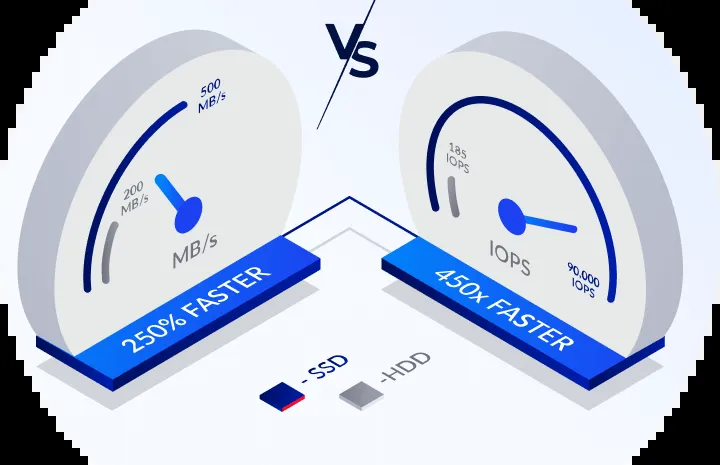 VS
500
MB/s
200
MB/s
MB/s
250% FASTER
185
IOPS
IOPS
90,000
IOPS
450x FASTER
- SSD
-HDD